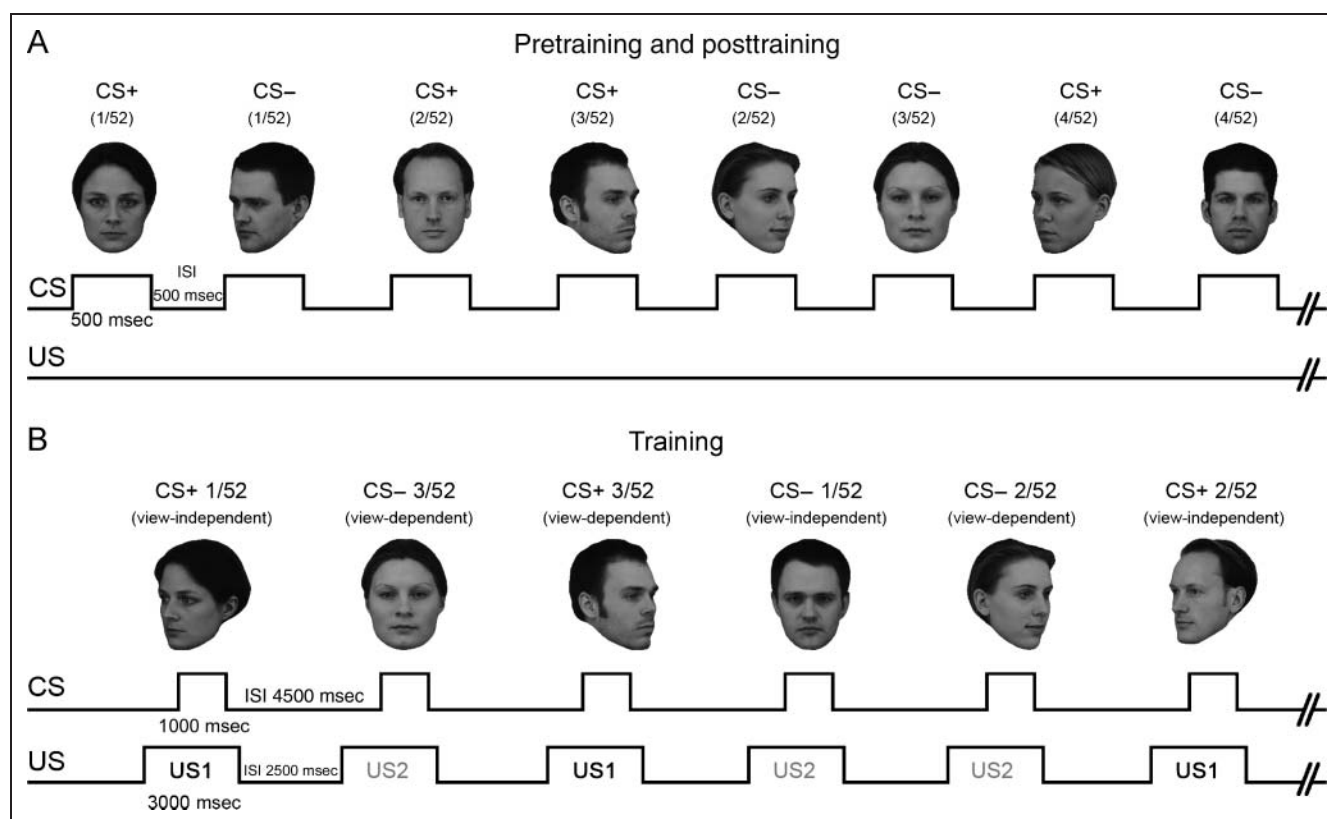 A
Pretraining and posttraining
CS+ CS– CS+ CS+ CS– CS– CS+ CS–
(1/52) (1/52) (2/52) (3/52) (2/52) (3/52) (4/52) (4/52)
ISI
500 msec
CS
500 msec
US
B
Training
CS+ 1/52 CS– 3/52 CS+ 3/52 CS– 1/52 CS– 2/52 CS+ 2/52
(view-independent) (view-dependent) (view-dependent) (view-independent) (view-dependent) (view-independent)
CS
ISI 4500 msec
1000 msec
US
US1 ISI 2500 msec US2 US1 US2 US2 US1
3000 msec